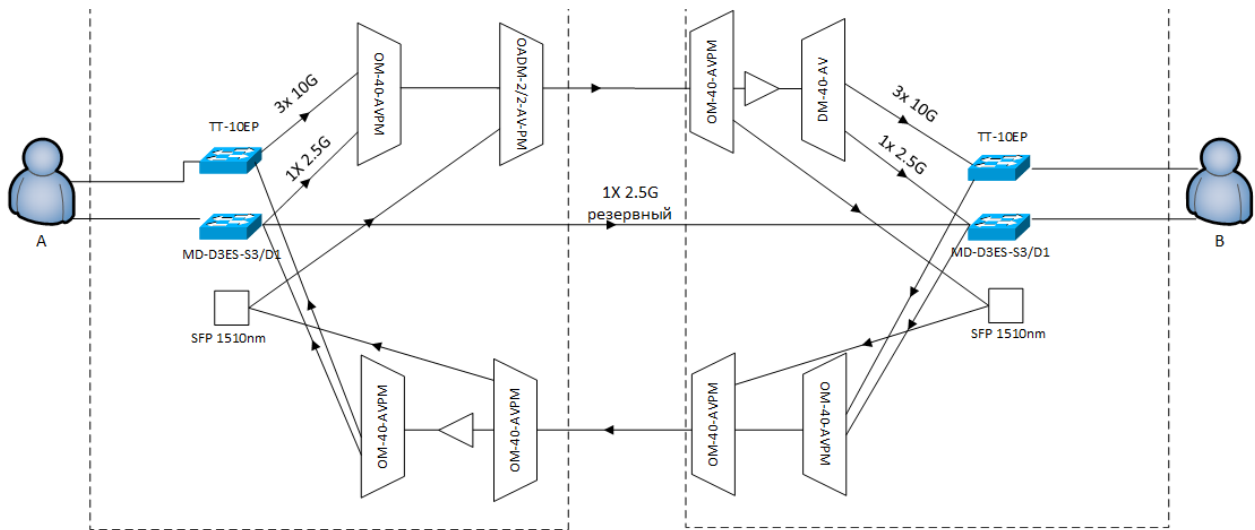 3x 10G
OM-40-AVPM
OADM-2/2-AV-PM
OM-40-AVPM
DM-40-AV
3x 10G
TT-10EP
TT-10EP
1X 2.5G
1x 2.5G
1X 2.5G
резервный
A
B
MD-D3ES-S3/D1
MD-D3ES-S3/D1
SFP 1510nm
SFP 1510nm
OM-40-AVPM
OM-40-AVPM
OM-40-AVPM
OM-40-AVPM